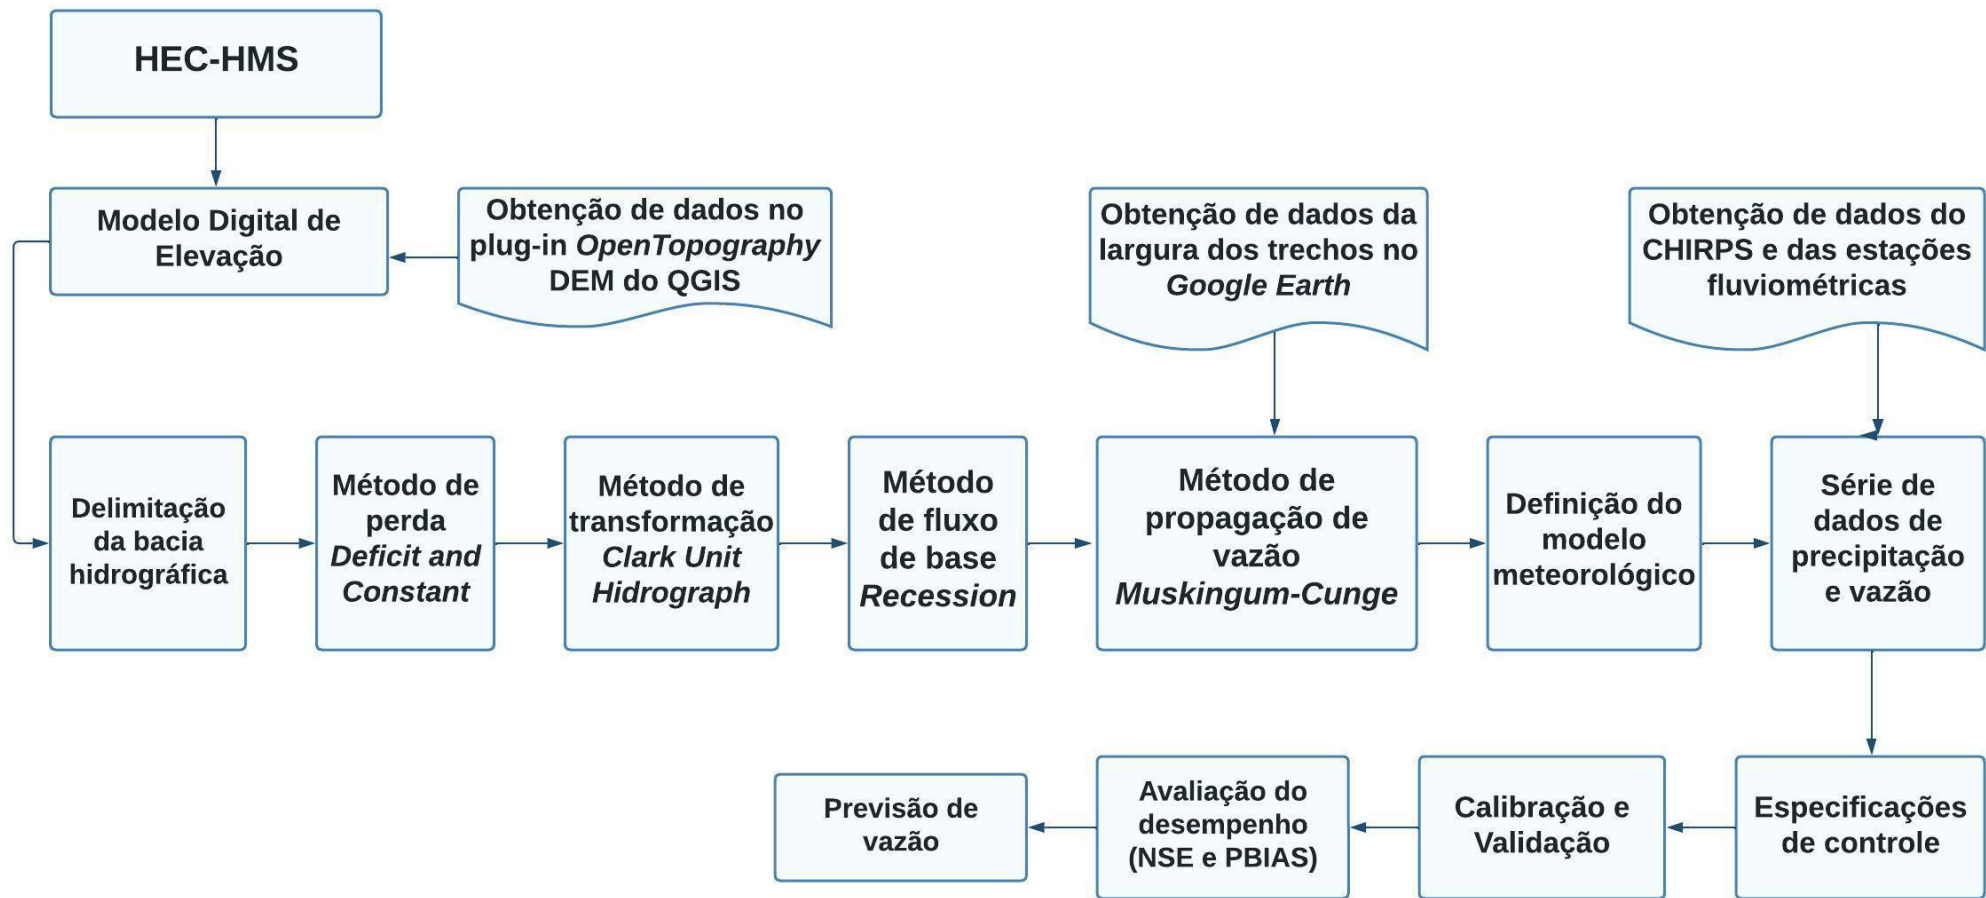 HEC-HMS
Modelo Digital de
Elevação
Obtenção de dados no
plug-in OpenTopography
DEM do QGIS
Obtenção de dados da
largura dos trechos no
Google Earth
Obtenção de dados do
CHIRPS e das estações
fluviométricas
Delimitação
da bacia
hidrográfica
Método de
perda
Deficit and
Constant
Método de
transformação
Clark Unit
Hidrograph
Método
de fluxo
de base
Recession
Método de
propagação de
vazão
Muskingum-Cunge
Definição do
modelo
meteorológico
Série de
dados de
precipitação
e vazão
Previsão de
vazão
Avaliação do
desempenho
(NSE e PBIAS)
Calibração e
Validação
Especificações
de controle